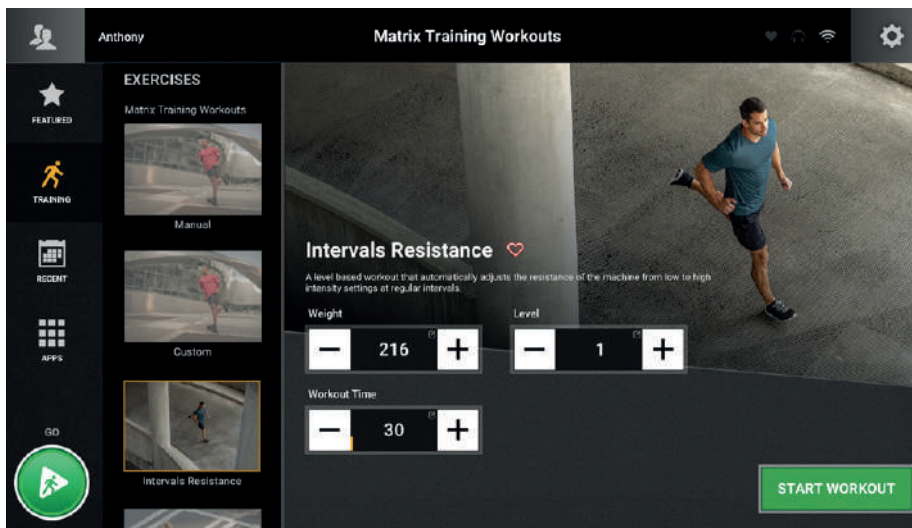 Anthony
Matrix Training Workouts
FEATURED
TRAINING
RECENT
APPS
GO
EXERCISES
Matrix Training Workouts
Manual
Custom
Intervals Resistance
Intervals Resistance
A level based workout that automatically adjusts the resistance of the machine from low to high
intensity settings at regular intervals.
Weight
Level
− 216 +
− 1 +
Workout Time
− 30 +
START WORKOUT